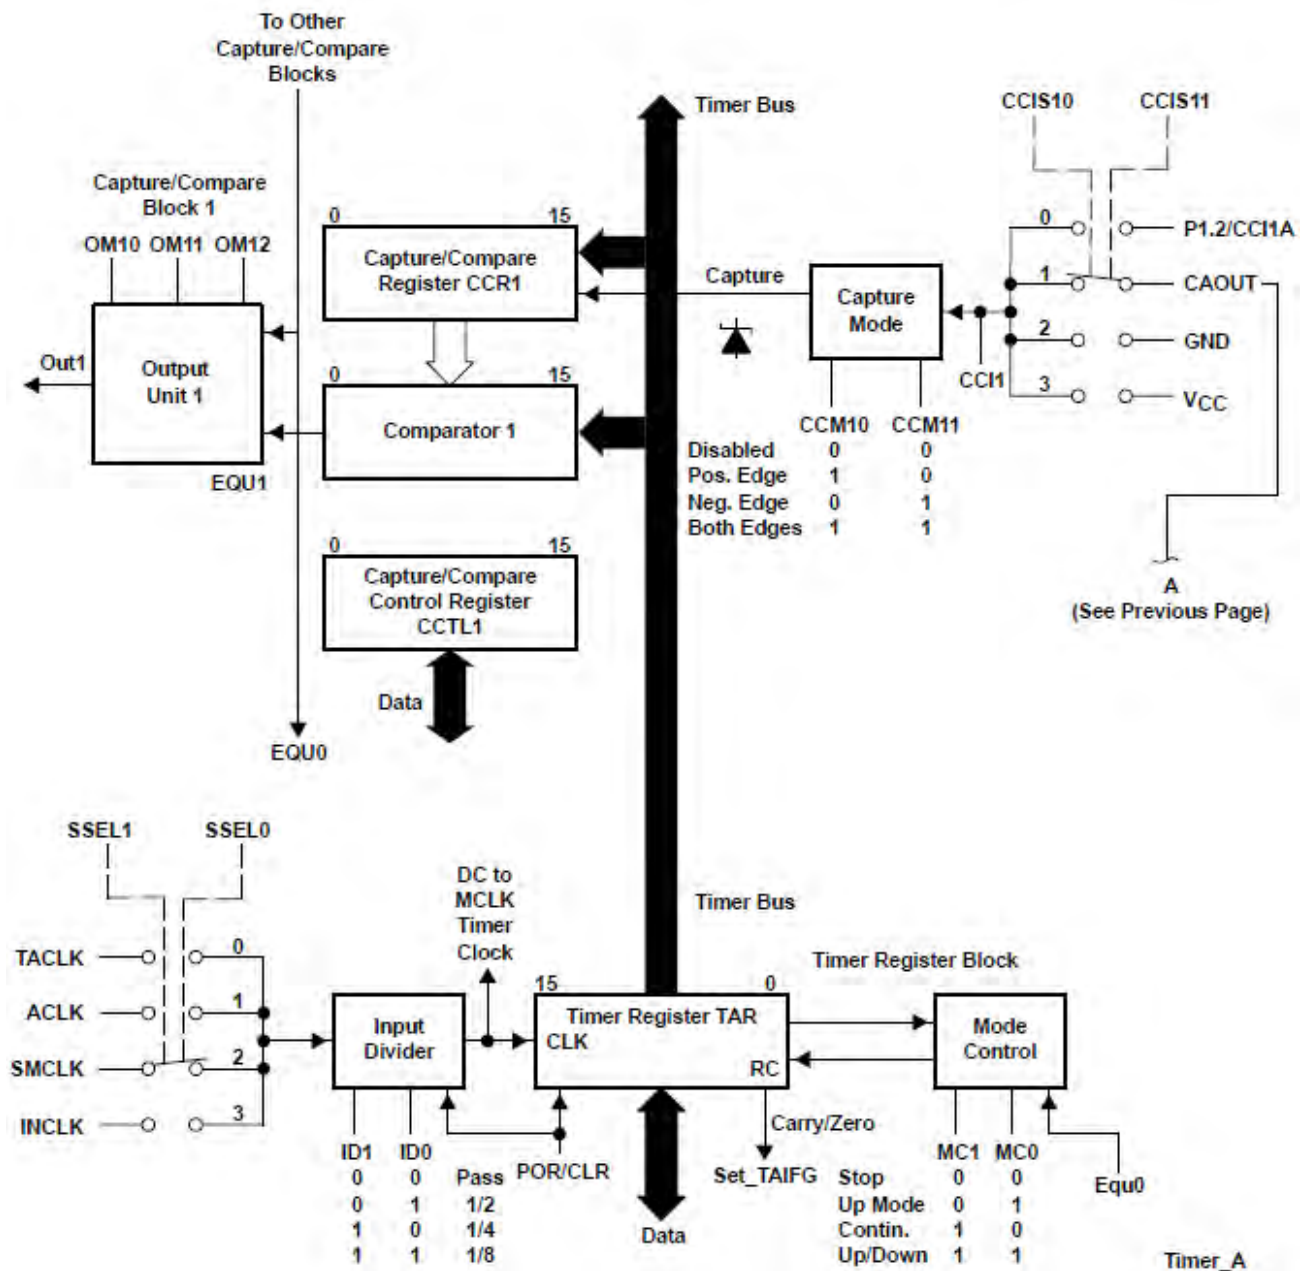 To Other
Capture/Compare
Blocks
Timer Bus
CCIS10 CCIS11
Capture/Compare
Block 1
OM10 OM11 OM12
0 15
Capture/Compare
Register CCR1
Capture
Capture
Mode
0 P1.2/CCI1A
1 CAOUT
2 GND
3 VCC
CCI1
Out1
Output
Unit 1
EQU1
0 15
Comparator 1
CCM10 CCM11
Disabled 0 0
Pos. Edge 1 0
Neg. Edge 0 1
Both Edges 1 1
0 15
Capture/Compare
Control Register
CCTL1
Data
A
(See Previous Page)
EQU0
SSEL1 SSEL0
DC to
MCLK
Timer
Clock
Timer Bus
TACLK 0
ACLK 1
SMCLK 2
INCLK 3
Input
Divider
15 0
Timer Register TAR
CLK
RC
Timer Register Block
Mode
Control
ID1 ID0
0 0 Pass
0 1 1/2
1 0 1/4
1 1 1/8
POR/CLR
Carry/Zero
Set_TAIFG
Data
MC1 MC0
Stop 0 0
Up Mode 0 1
Contin. 1 0
Up/Down 1 1
Equ0
Timer_A